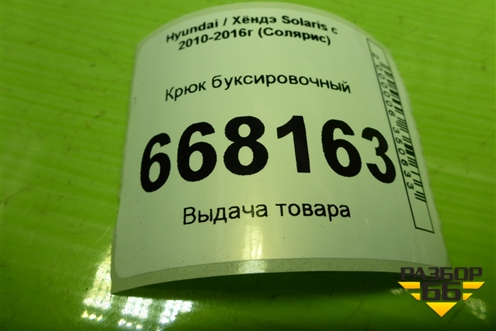 Hyundai / Хёндэ Solaris с
2010-2016г (Солярис)
Крюк буксировочный
668163
Выдача товара
РАЗБОР
66